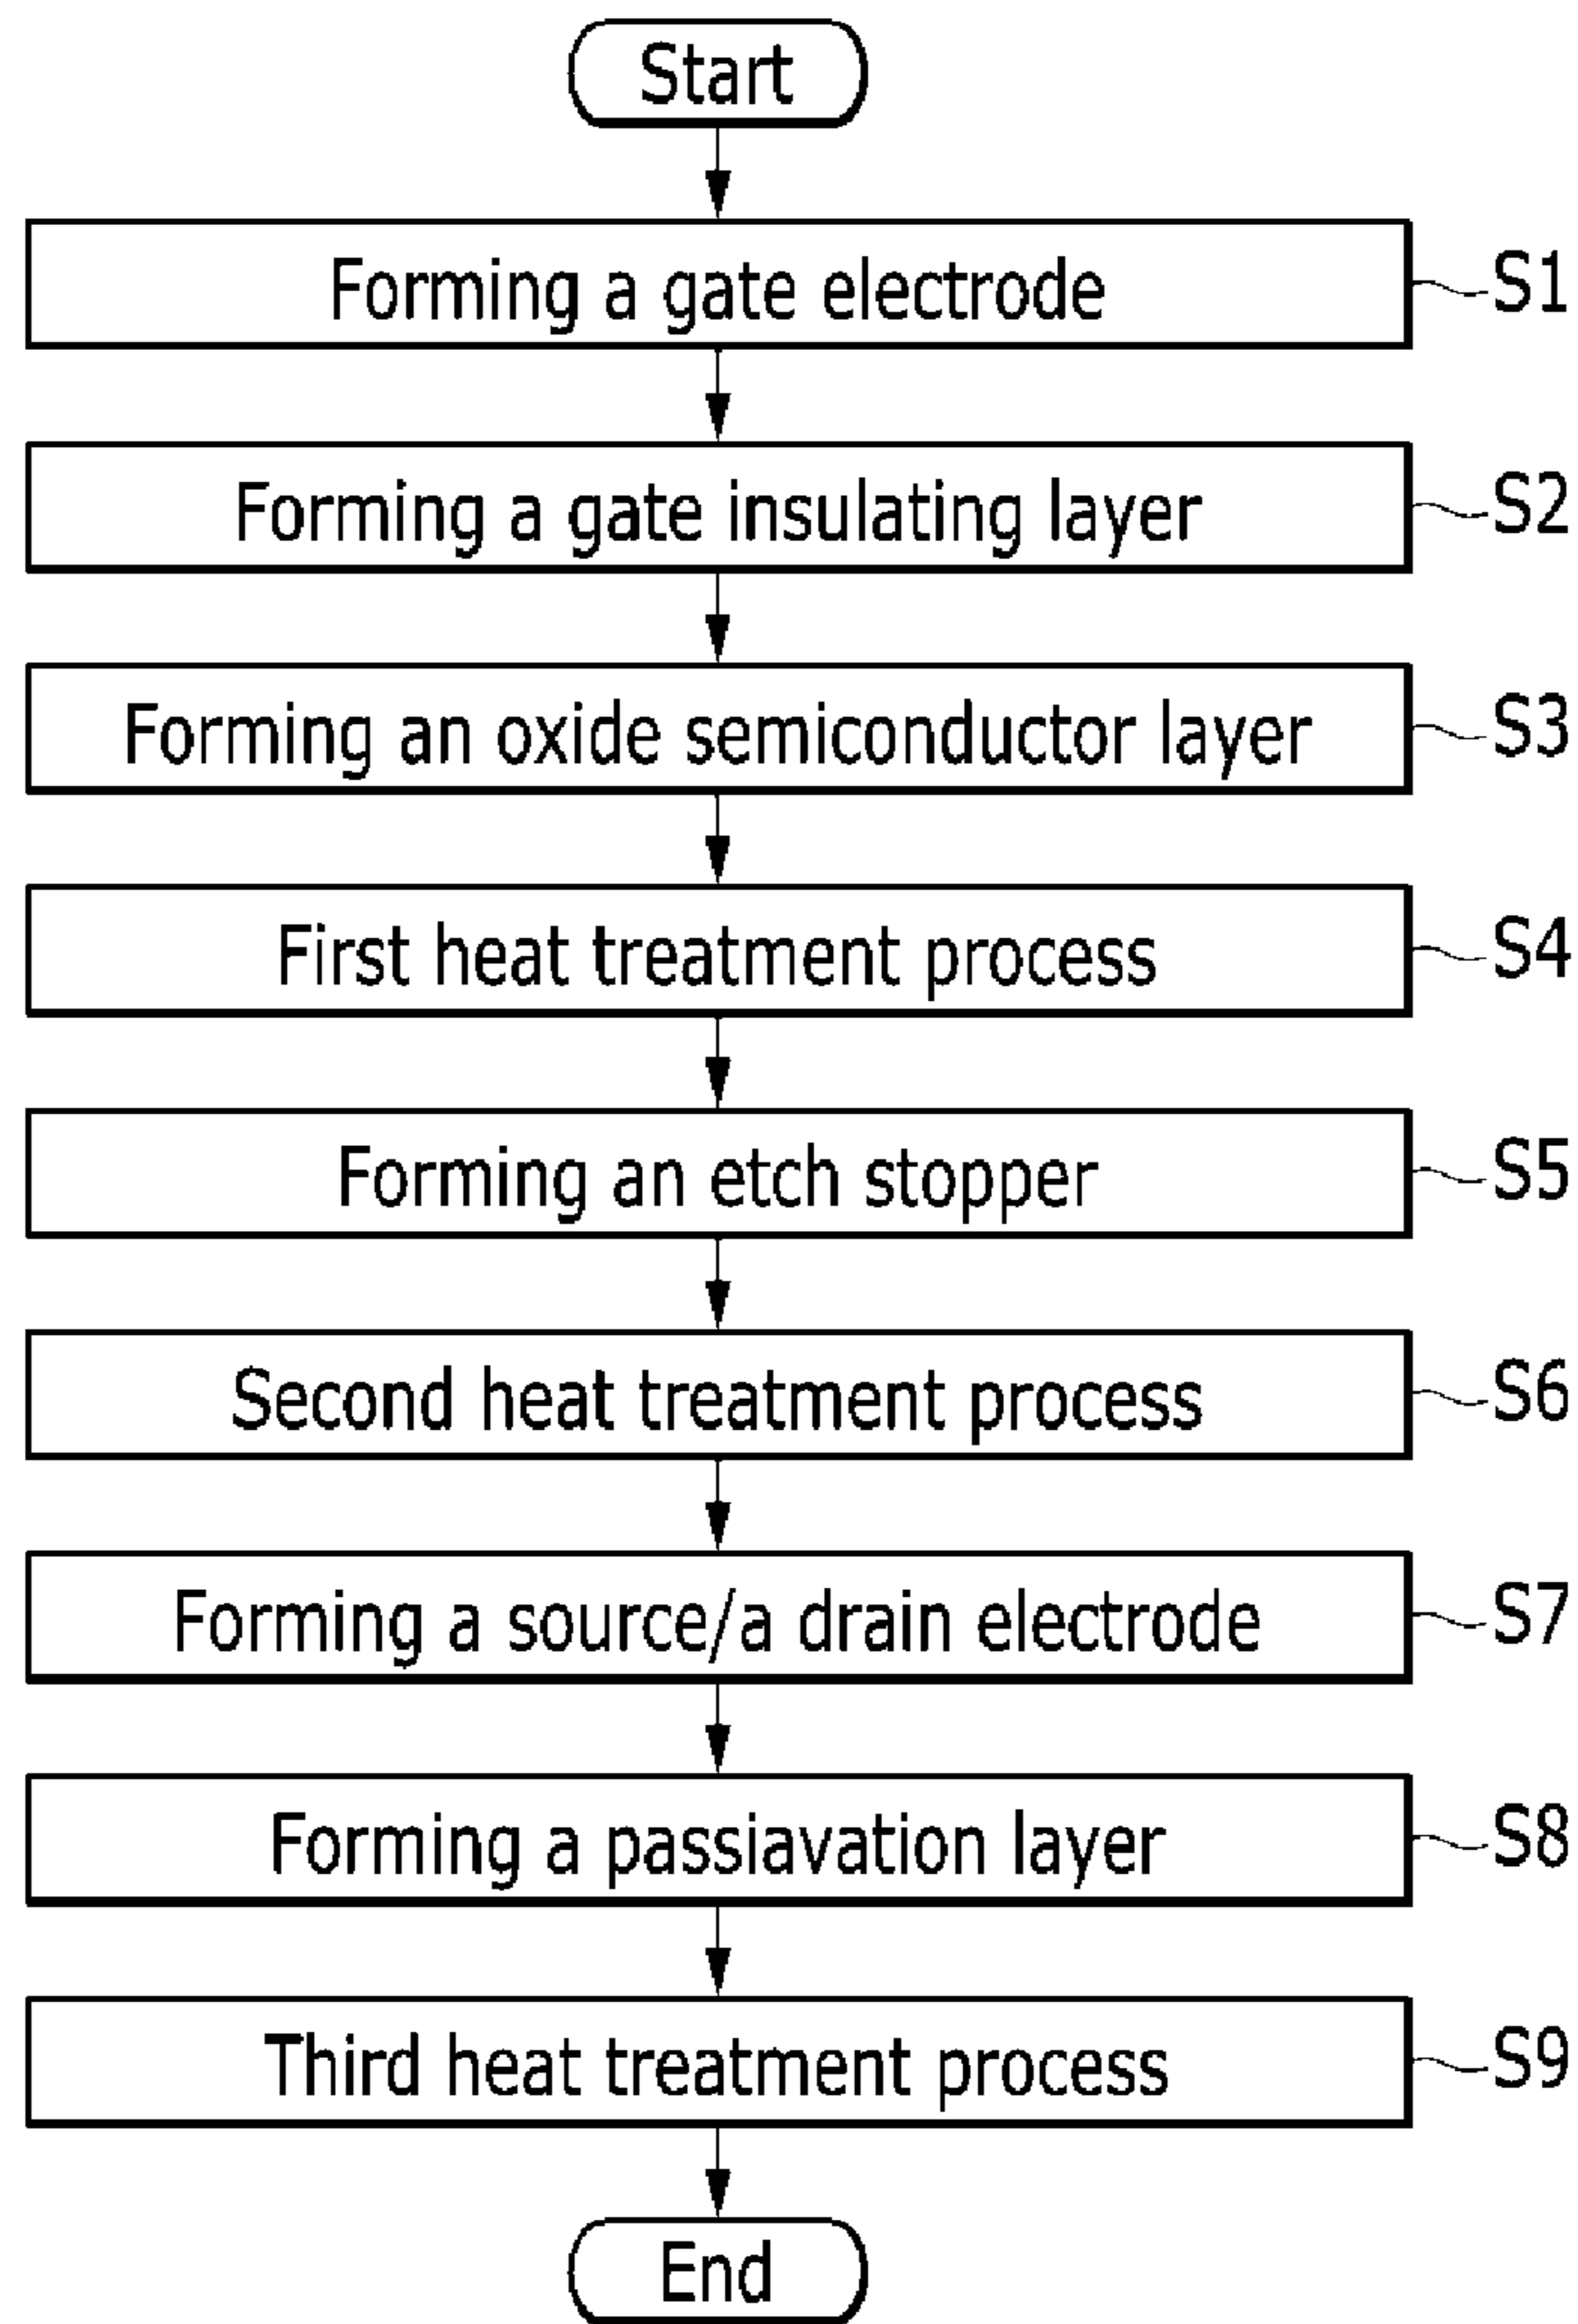 Start
Forming a gate electrode S1
Forming a gate insulating layer S2
Forming an oxide semiconductor layer S3
First heat treatment process S4
Forming an etch stopper S5
Second heat treatment process S6
Forming a source/a drain electrode S7
Forming a passiavation layer S8
Third heat treatment process S9
End